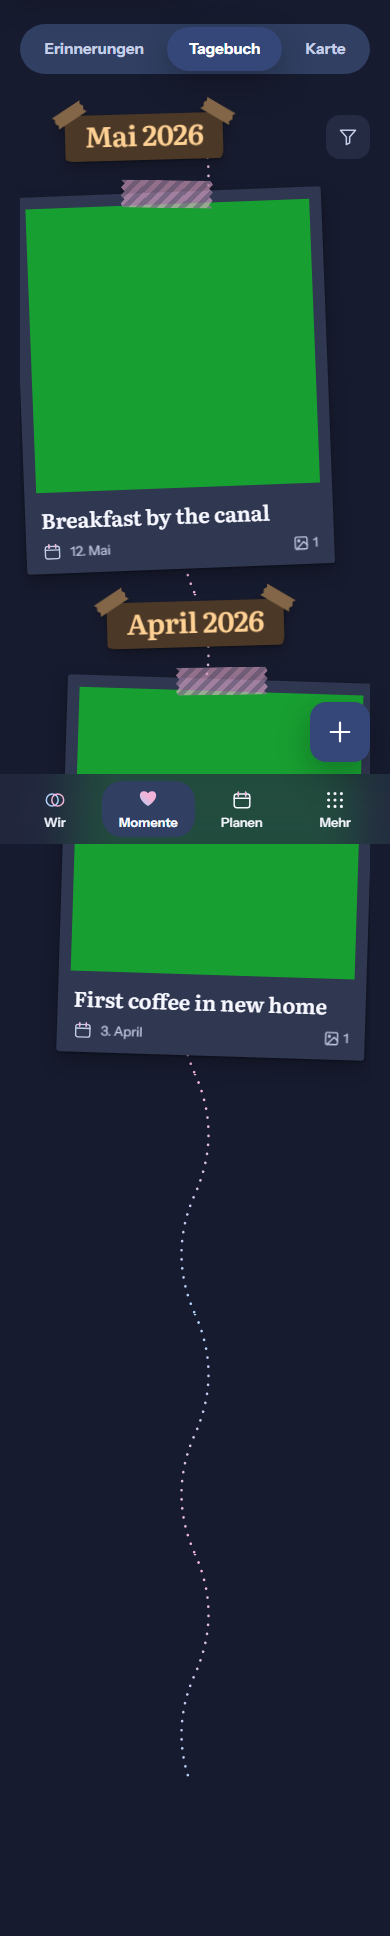 Erinnerungen Tagebuch Karte
Mai 2026
Breakfast by the canal
12. Mai 1
April 2026
Wir Momente Planen Mehr
First coffee in new home
3. April 1